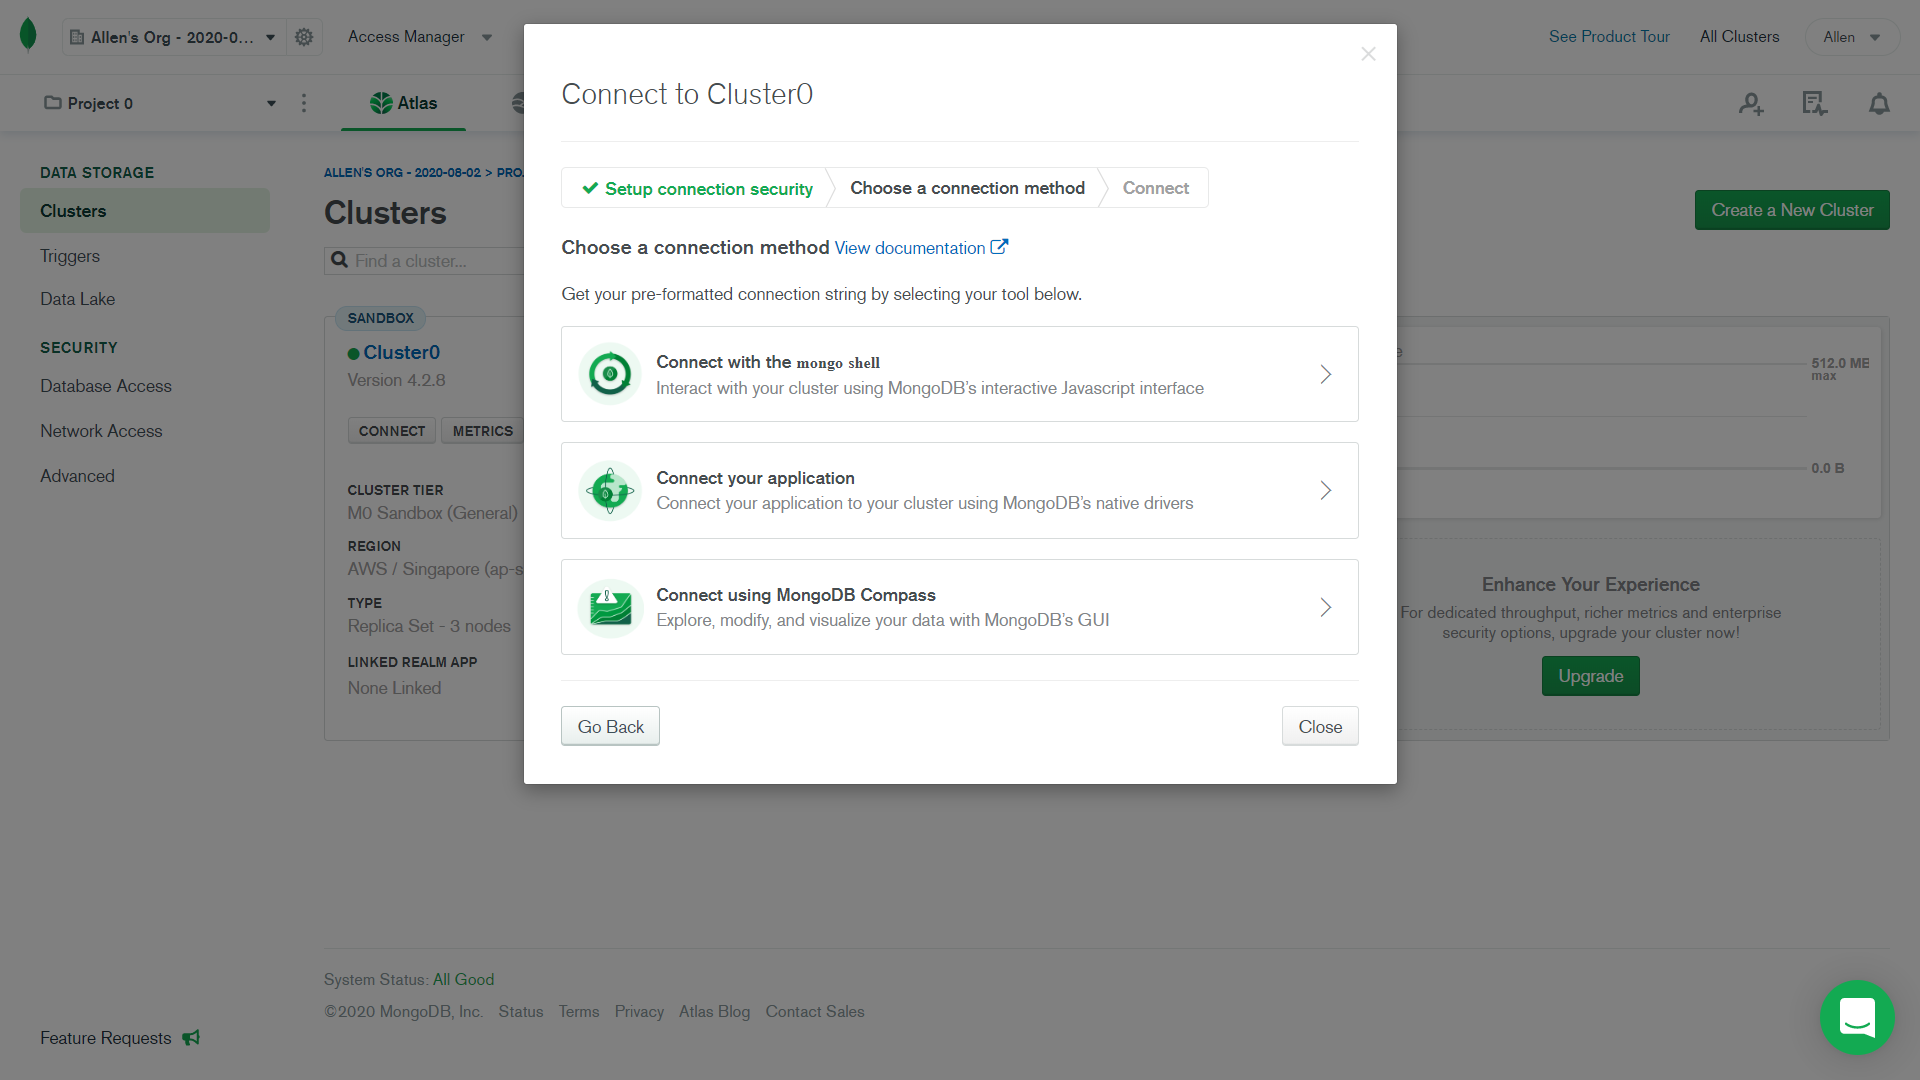 Allen's Org - 2020-0...
Access Manager
See Product Tour
All Clusters
Allen
Project 0
Atlas
DATA STORAGE
Clusters
Triggers
Data Lake
SECURITY
Database Access
Network Access
Advanced
Feature Requests
ALLEN'S ORG - 2020-08-02 > PRO
Clusters
Create a New Cluster
Find a cluster...
SANDBOX
Cluster0
Version 4.2.8
CONNECT
METRICS
CLUSTER TIER
M0 Sandbox (General)
REGION
AWS / Singapore (ap-s
TYPE
Replica Set - 3 nodes
LINKED REALM APP
None Linked
Connect to Cluster0
Setup connection security
Choose a connection method
Connect
Choose a connection method View documentation
Get your pre-formatted connection string by selecting your tool below.
Connect with the mongo shell
Interact with your cluster using MongoDB's interactive Javascript interface
Connect your application
Connect your application to your cluster using MongoDB's native drivers
Connect using MongoDB Compass
Explore, modify, and visualize your data with MongoDB's GUI
Go Back
Close
512.0 MB
max
0.0 B
Enhance Your Experience
For dedicated throughput, richer metrics and enterprise
security options, upgrade your cluster now!
Upgrade
System Status: All Good
©2020 MongoDB, Inc. Status Terms Privacy Atlas Blog Contact Sales